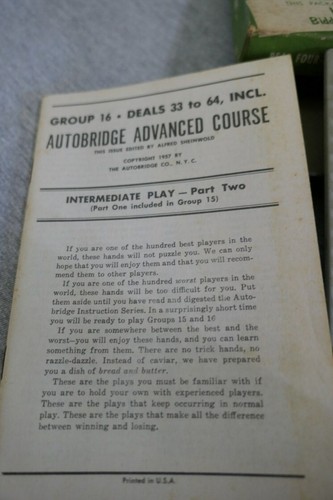 GROUP 16 • DEALS 33 to 64, INCL.
AUTOBRIDGE ADVANCED COURSE
THIS ISSUE EDITED BY ALFRED SHEINWOLD
COPYRIGHT 1957 BY
THE AUTOBRIDGE CO., N.Y.C.
INTERMEDIATE PLAY — Part Two
(Part One included in Group 15)
If you are one of the hundred best players in the
world, these hands will not puzzle you. We can only
hope that you will enjoy them and that you will recom-
mend them to other players.
If you are one of the hundred worst players in the
world, these hands will be too difficult for you. Put
them aside until you have read and digested the Auto-
bridge Instruction Series. In a surprisingly short time
you will be ready to play Groups 15 and 16
If you are somewhere between the best and the
worst—you will enjoy these hands, and you can learn
something from them. There are no trick hands, no
razzle-dazzle. Instead of caviar, we have prepared
you a dish of bread and butter.
These are the plays you must be familiar with if
you are to hold your own with experienced players.
These are the plays that keep occurring in normal
play. These are the plays that make all the difference
between winning and losing.
Printed in U.S.A.